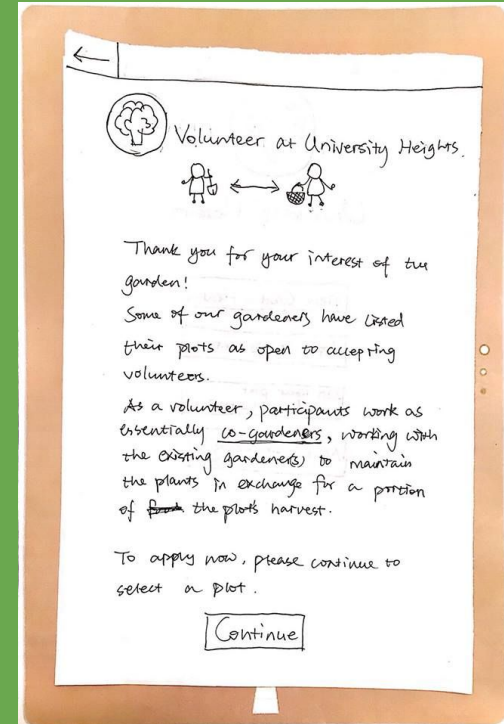 Volunteer at University Heights.
Thank you for your interest of the
garden!
Some of our gardeners have listed
their plots as open to accepting
volunteers.
As a volunteer, participants work as
essentially co-gardeners, working with
the existing gardener(s) to maintain
the plants in exchange for a portion
of the plot's harvest.
To apply now, please continue to
select a plot.
Continue